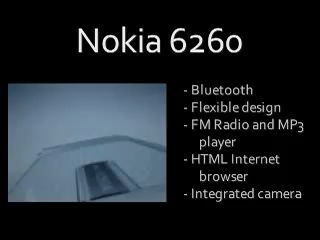 Nokia 6260
- Bluetooth
- Flexible design
- FM Radio and MP3
player
- HTML Internet
browser
- Integrated camera